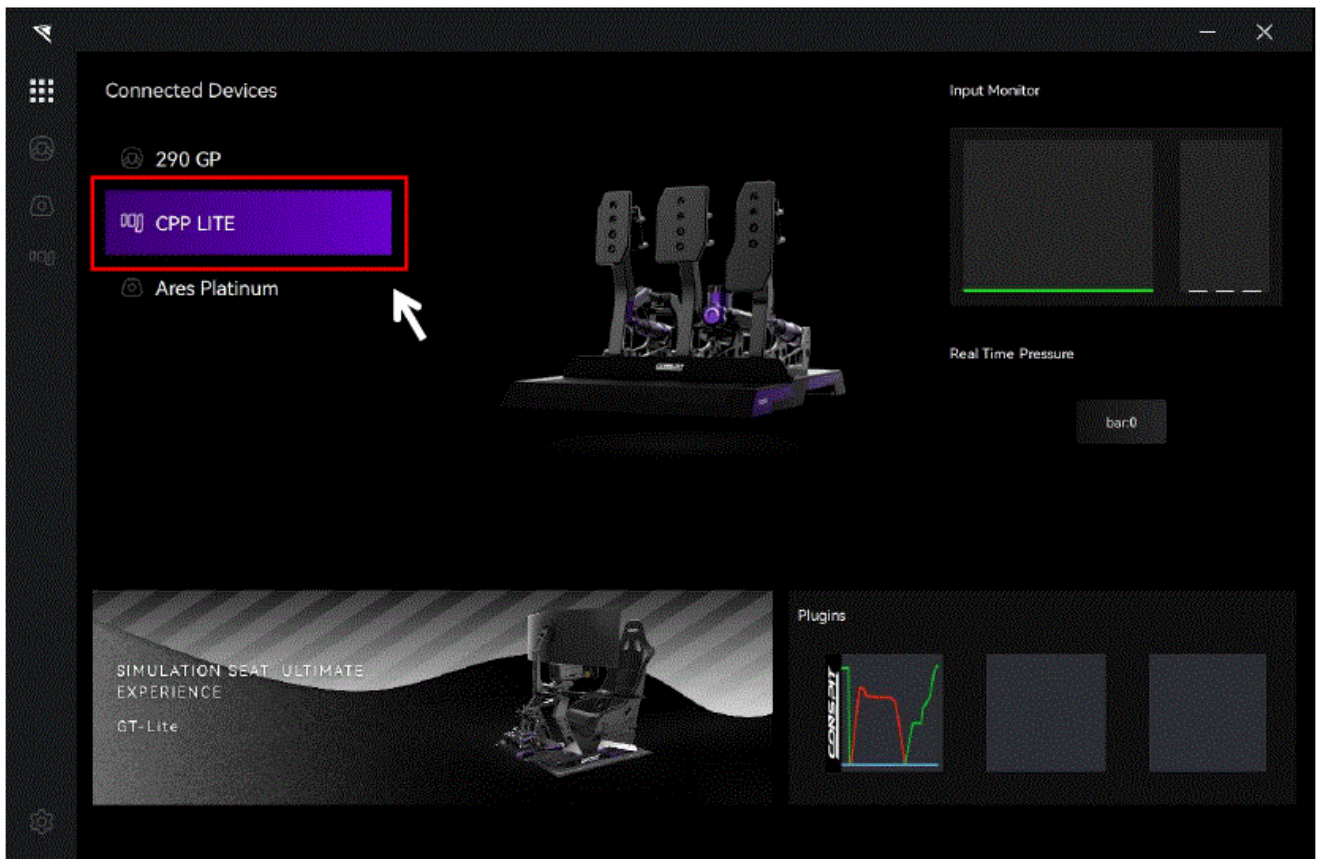 Connected Devices
290 GP
CPP LITE
Ares Platinum
Input Monitor
Real Time Pressure
bar:0
SIMULATION SEAT ULTIMATE
EXPERIENCE
GT-Lite
Plugins
CONSPIT